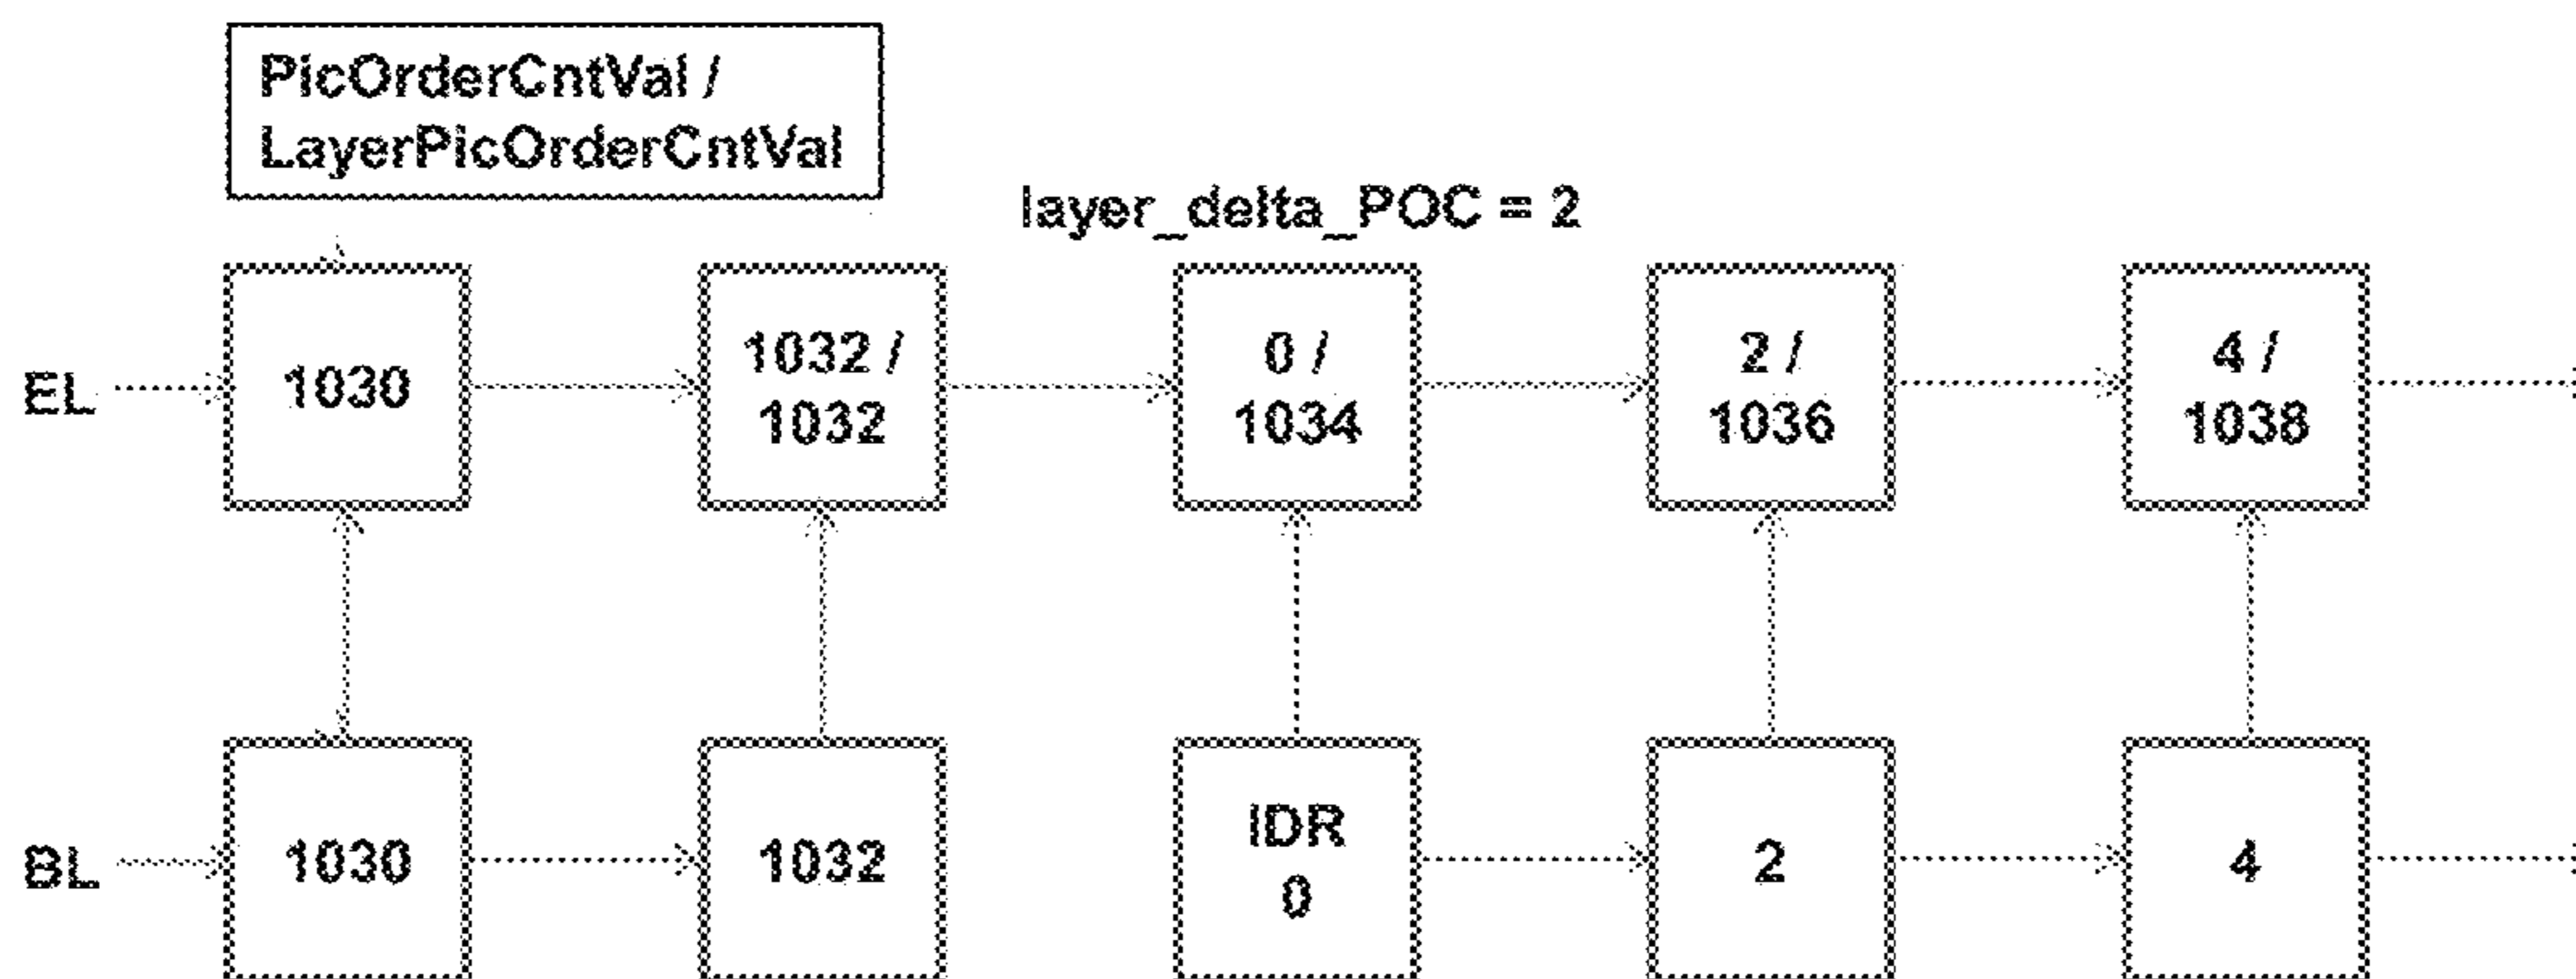 PicOrderCntVal /
LayerPicOrderCntVal
layer_delta_POC = 2
EL
1030
1032 /
1032
0 /
1034
2 /
1036
4 /
1038
BL
1030
1032
IDR
0
2
4